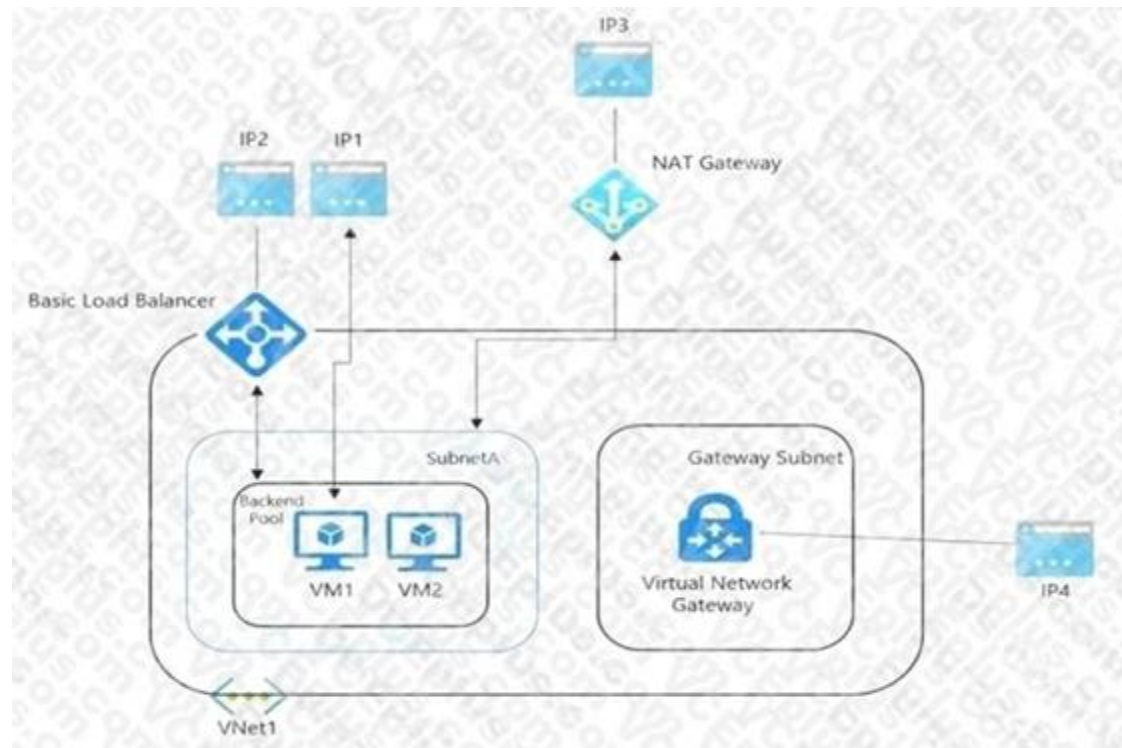 IP3
IP2
IP1
NAT Gateway
Basic Load Balancer
SubnetA
Gateway Subnet
Backend
Pool
VM1
VM2
Virtual Network
Gateway
IP4
VNet1